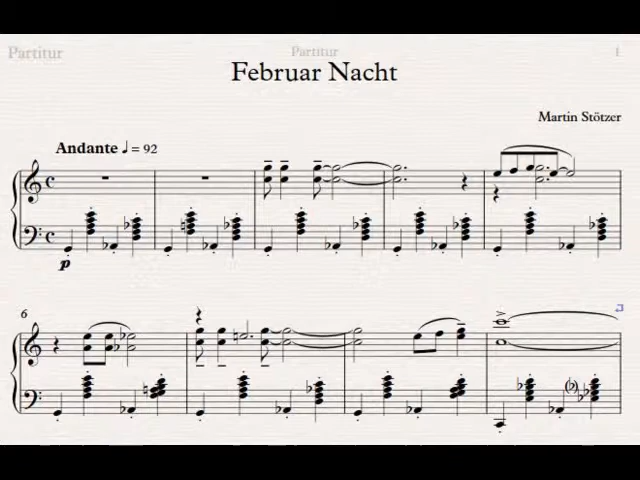 Partitur
Partitur
1
Februar Nacht
Martin Stötzer
Andante ♩ = 92
p
6